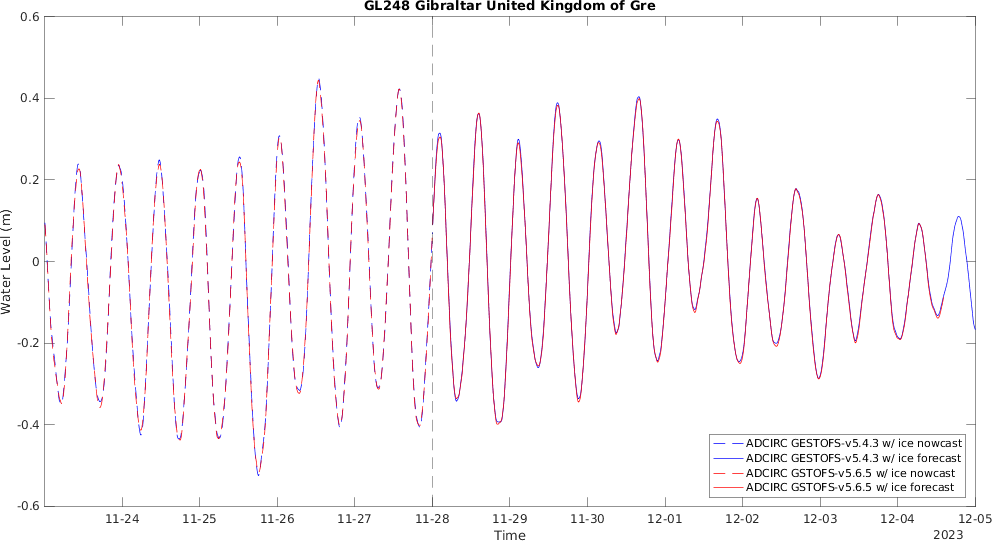 GL248 Gibraltar United Kingdom of Gre
0.6
0.4
0.2
0
-0.2
-0.4
-0.6
Water Level (m)
ADCIRC GESTOFS-v5.4.3 w/ ice nowcast
ADCIRC GESTOFS-v5.4.3 w/ ice forecast
ADCIRC GSTOFS-v5.6.5 w/ ice nowcast
ADCIRC GSTOFS-v5.6.5 w/ ice forecast
11-24 11-25 11-26 11-27 11-28 11-29 11-30 12-01 12-02 12-03 12-04 12-05
Time
2023